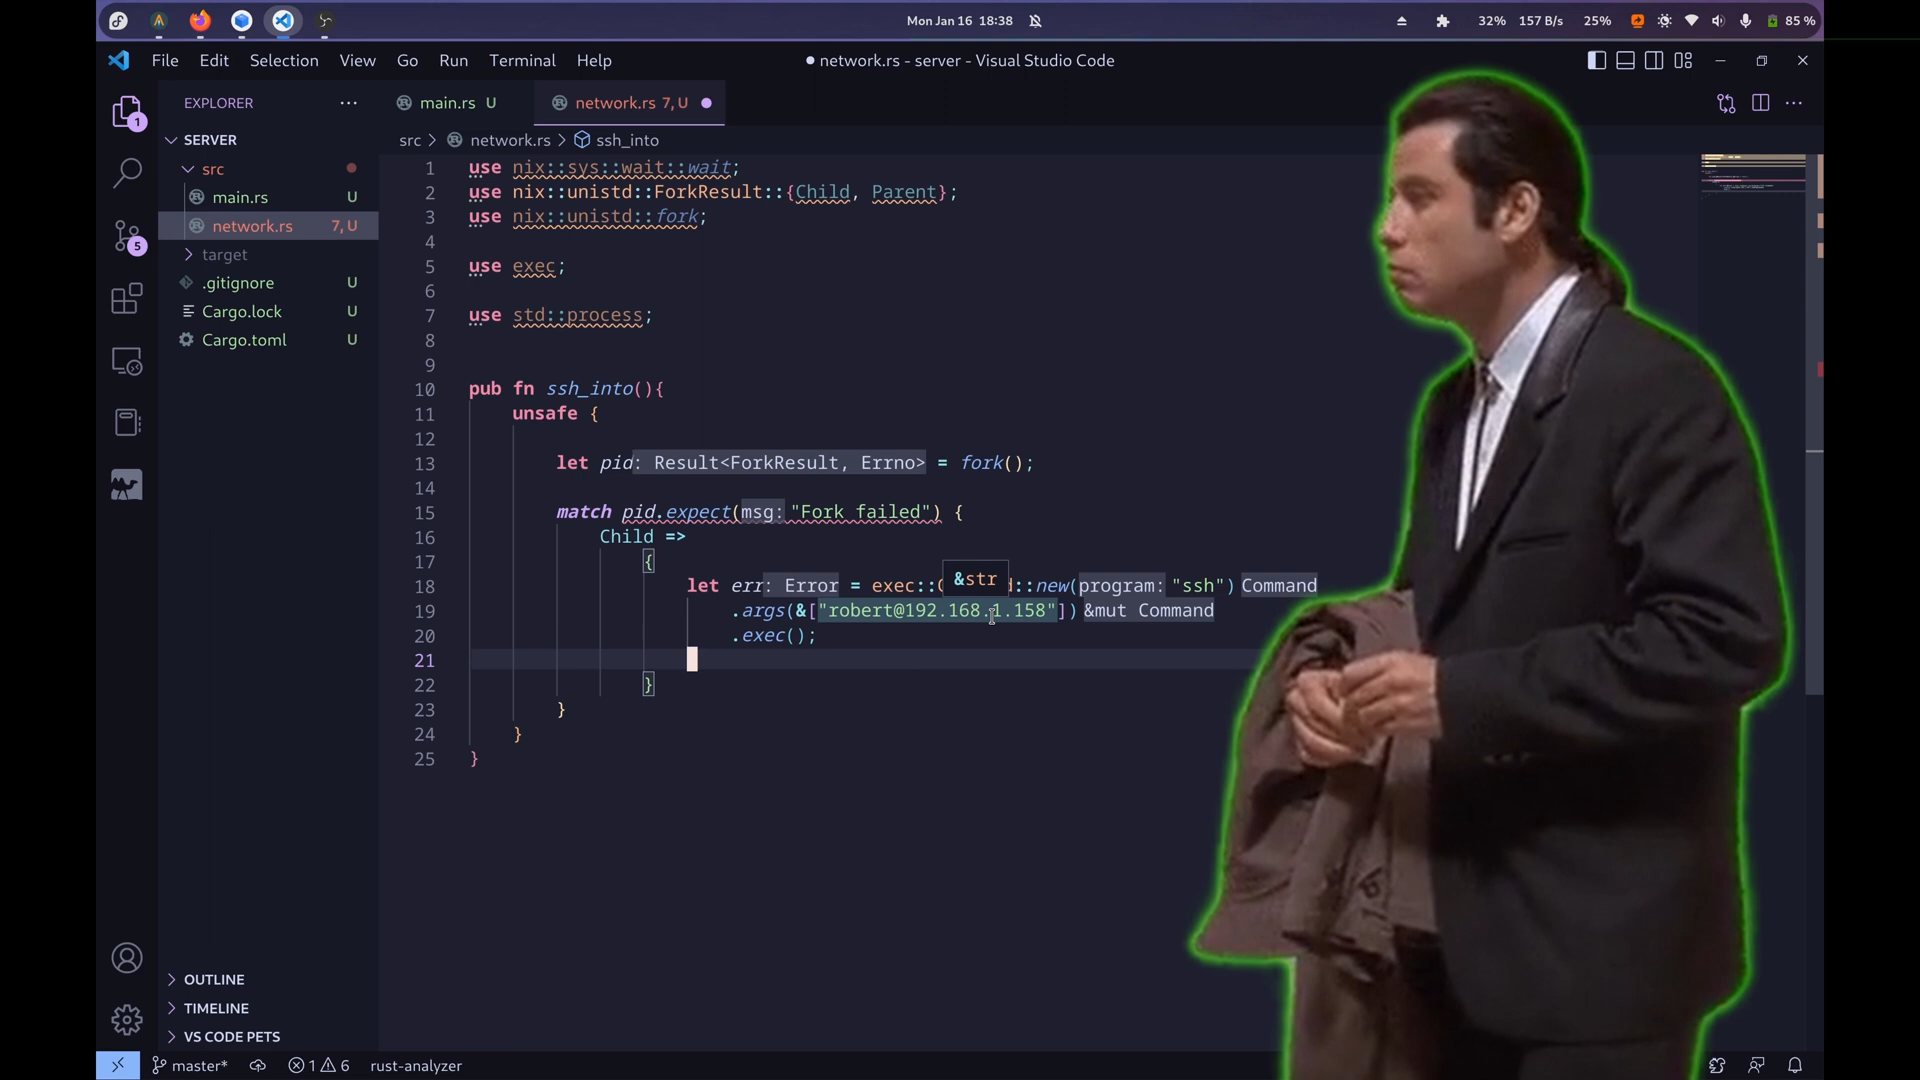 Mon Jan 16 18:38
32% 157 B/s 25% 85 %
File Edit Selection View Go Run Terminal Help
● network.rs - server - Visual Studio Code
EXPLORER
main.rs U
network.rs 7, U
SERVER
src > network.rs > ssh_into
src
main.rs U
network.rs 7, U
target
.gitignore U
Cargo.lock U
Cargo.toml U
1 use nix::sys::wait::wait;
2 use nix::unistd::ForkResult::{Child, Parent};
3 use nix::unistd::fork;
4
5 use exec;
6
7 use std::process;
8
9
10 pub fn ssh_into(){
11 unsafe {
12
13 let pid: Result<ForkResult, Errno> = fork();
14
15 match pid.expect(msg: "Fork failed") {
16 Child =>
17 {
&str
18 let err: Error = exec::C d::new(program: "ssh") Command
19 .args(&["robert@192.168.1.158"]) &mut Command
20 .exec();
21
22 }
23 }
24 }
25 }
1
5
OUTLINE
TIMELINE
VS CODE PETS
master* 1 6 rust-analyzer